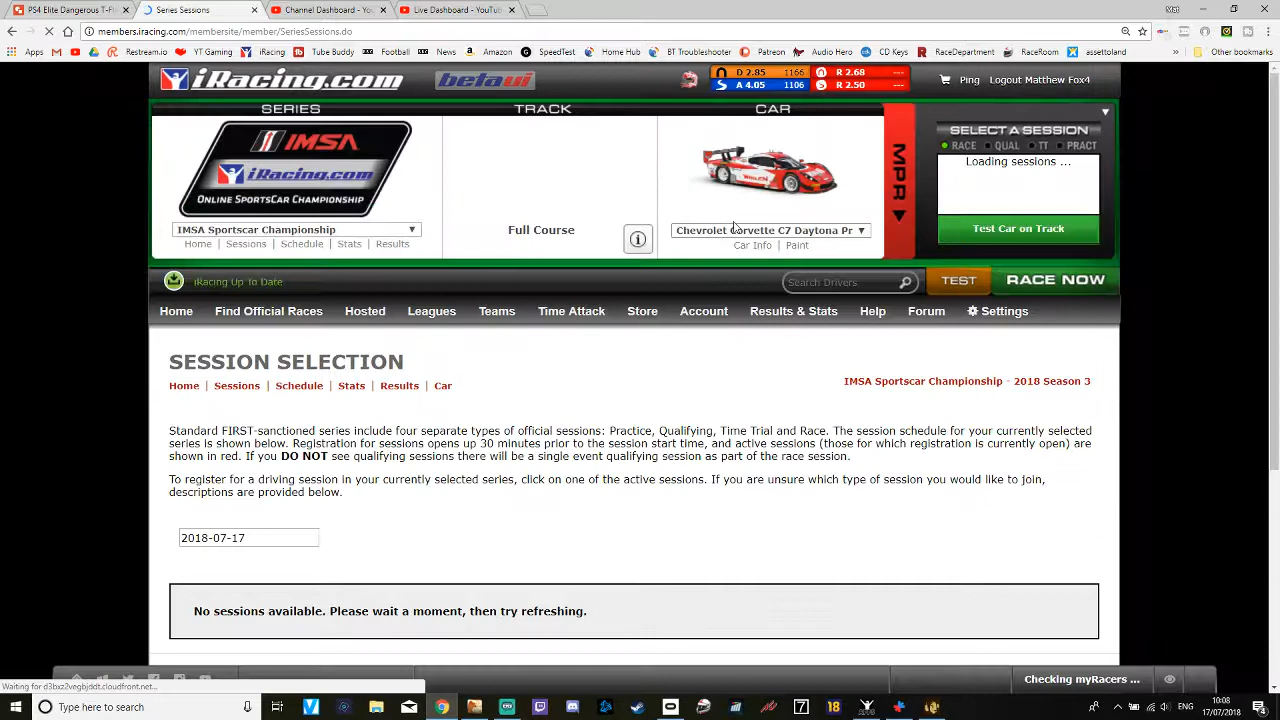 PS4 Elite Dangerous T-Fl
Series Sessions
Channel Dashboard - You
Live Dashboard - YouTub
members.iracing.com/membersite/member/SeriesSessions.do
Apps
Restream.io
YT Gaming
iRacing
Tube Buddy
Football
News
Amazon
SpeedTest
Home Hub
BT Troubleshooter
Patreon
Audio Hero
CD Keys
RaceDepartment
RaceRoom
assettoland
»
Other bookmarks
iRacing.com
betaui
D 2.85 1166
R 2.68 ---
A 4.05 1106
R 2.50 ---
Ping
Logout Matthew Fox4
SERIES
TRACK
CAR
IMSA
iRacing.com
ONLINE SPORTSCAR CHAMPIONSHIP
IMSA Sportscar Championship
Home | Sessions | Schedule | Stats | Results
Full Course
Chevrolet Corvette C7 Daytona Pr
Car Info | Paint
MPR
SELECT A SESSION
RACE QUAL TT PRACT
Loading sessions ...
Test Car on Track
iRacing Up To Date
Search Drivers
TEST
RACE NOW
Home Find Official Races Hosted Leagues Teams Time Attack Store Account Results & Stats Help Forum Settings
SESSION SELECTION
Home | Sessions | Schedule | Stats | Results | Car
IMSA Sportscar Championship - 2018 Season 3
Standard FIRST-sanctioned series include four separate types of official sessions: Practice, Qualifying, Time Trial and Race. The session schedule for your currently selected
series is shown below. Registration for sessions opens up 30 minutes prior to the session start time, and active sessions (those for which registration is currently open) are
shown in red. If you DO NOT see qualifying sessions there will be a single event qualifying session as part of the race session.
To register for a driving session in your currently selected series, click on one of the active sessions. If you are unsure which type of session you would like to join,
descriptions are provided below.
2018-07-17
No sessions available. Please wait a moment, then try refreshing.
Checking myRacers ...
Waiting for d3bxz2vegbjddt.cloudfront.net...
Type here to search
10:08
17/07/2018